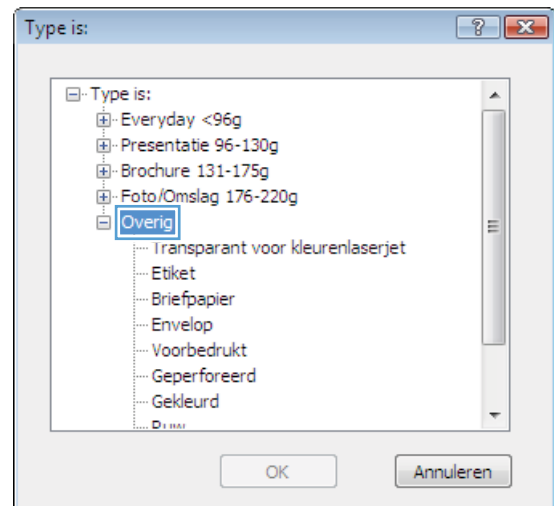 Type is:
Type is:
Everyday <96g
Presentatie 96-130g
Brochure 131-175g
Foto/Omslag 176-220g
Overig
Transparant voor kleurenlaserjet
Etiket
Briefpapier
Envelop
Voorbedrukt
Geperforeerd
Gekleurd
OK
Annuleren